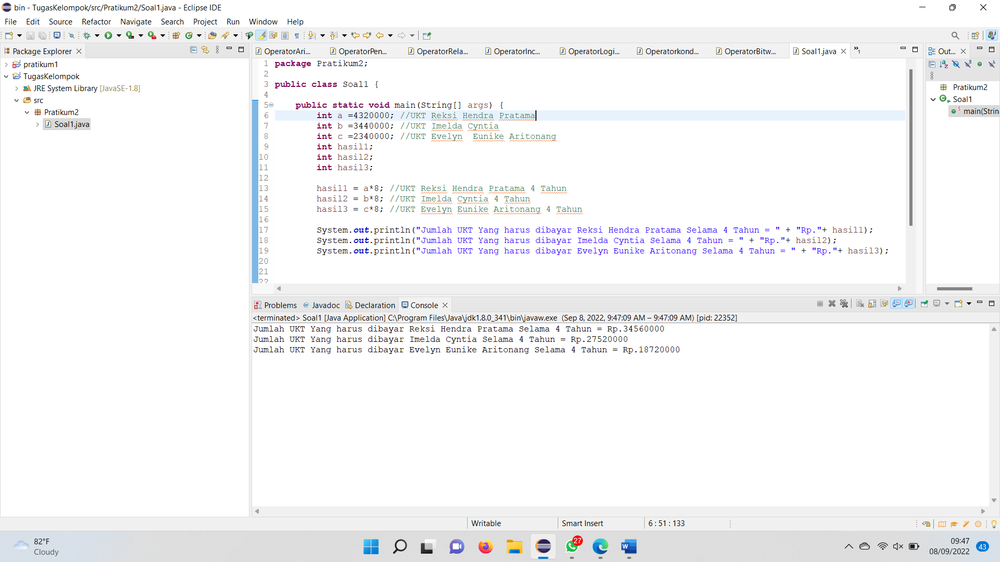 bin - TugasKelompok/src/Pratikum2/Soal1.java - Eclipse IDE
File Edit Source Refactor Navigate Search Project Run Window Help
Package Explorer
pratikum1
TugasKelompok
JRE System Library [JavaSE-1.8]
src
Pratikum2
Soal1.java
OperatorAri... OperatorPen... OperatorRela... OperatorInc... OperatorLogi... Operatorkond... OperatorBitw... Soal1.java 1
1 package Pratikum2;
2
3 public class Soal1 {
4
5 public static void main(String[] args) {
6 int a =4320000; //UKT Reksi Hendra Pratama
7 int b =3440000; //UKT Imelda Cyntia
8 int c =2340000; //UKT Evelyn  Eunike Aritonang
9 int hasil1;
10 int hasil2;
11 int hasil3;
12
13 hasil1 = a*8; //UKT Reksi Hendra Pratama 4 Tahun
14 hasil2 = b*8; //UKT Imelda Cyntia 4 Tahun
15 hasil3 = c*8; //UKT Evelyn Eunike Aritonang 4 Tahun
16
17 System.out.println("Jumlah UKT Yang harus dibayar Reksi Hendra Pratama Selama 4 Tahun = " + "Rp."+ hasil1);
18 System.out.println("Jumlah UKT Yang harus dibayar Imelda Cyntia Selama 4 Tahun = " + "Rp."+ hasil2);
19 System.out.println("Jumlah UKT Yang harus dibayar Evelyn Eunike Aritonang Selama 4 Tahun = " + "Rp."+ hasil3);
20
21
22
Out...
Pratikum2
Soal1
main(Strin
Problems Javadoc Declaration Console
<terminated> Soal1 [Java Application] C:\Program Files\Java\jdk1.8.0_341\bin\javaw.exe (Sep 8, 2022, 9:47:09 AM – 9:47:09 AM) [pid: 22352]
Jumlah UKT Yang harus dibayar Reksi Hendra Pratama Selama 4 Tahun = Rp.34560000
Jumlah UKT Yang harus dibayar Imelda Cyntia Selama 4 Tahun = Rp.27520000
Jumlah UKT Yang harus dibayar Evelyn Eunike Aritonang Selama 4 Tahun = Rp.18720000
Writable Smart Insert 6 : 51 : 133
82°F
Cloudy
27
09:47
08/09/2022
43